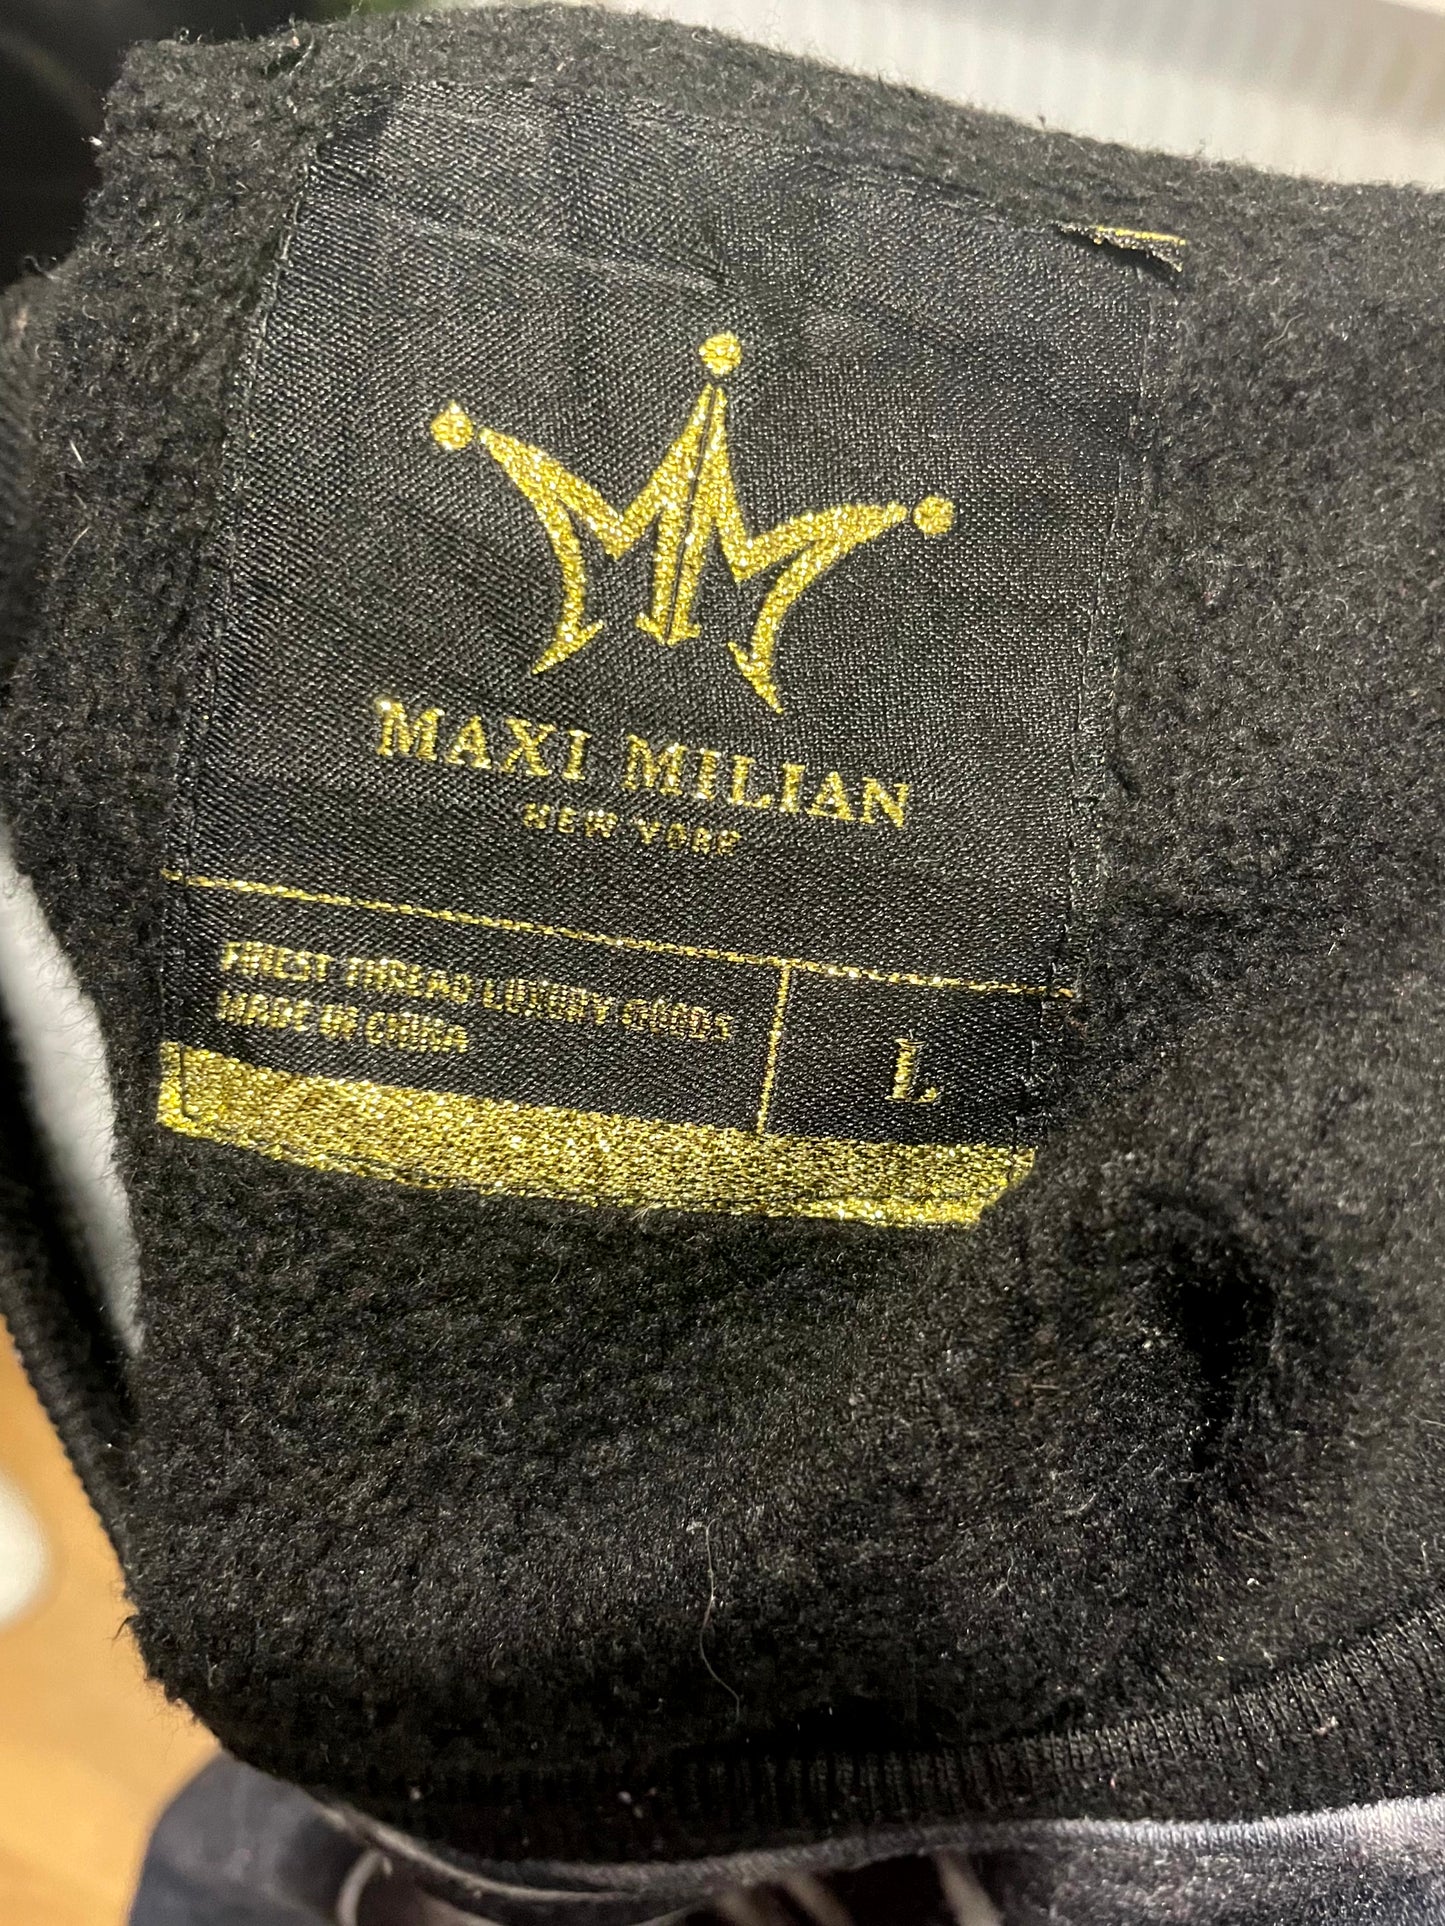 MAXI MILIAN
NEW YORK
FINEST THREAD LUXURY GOODS
MADE IN CHINA
L